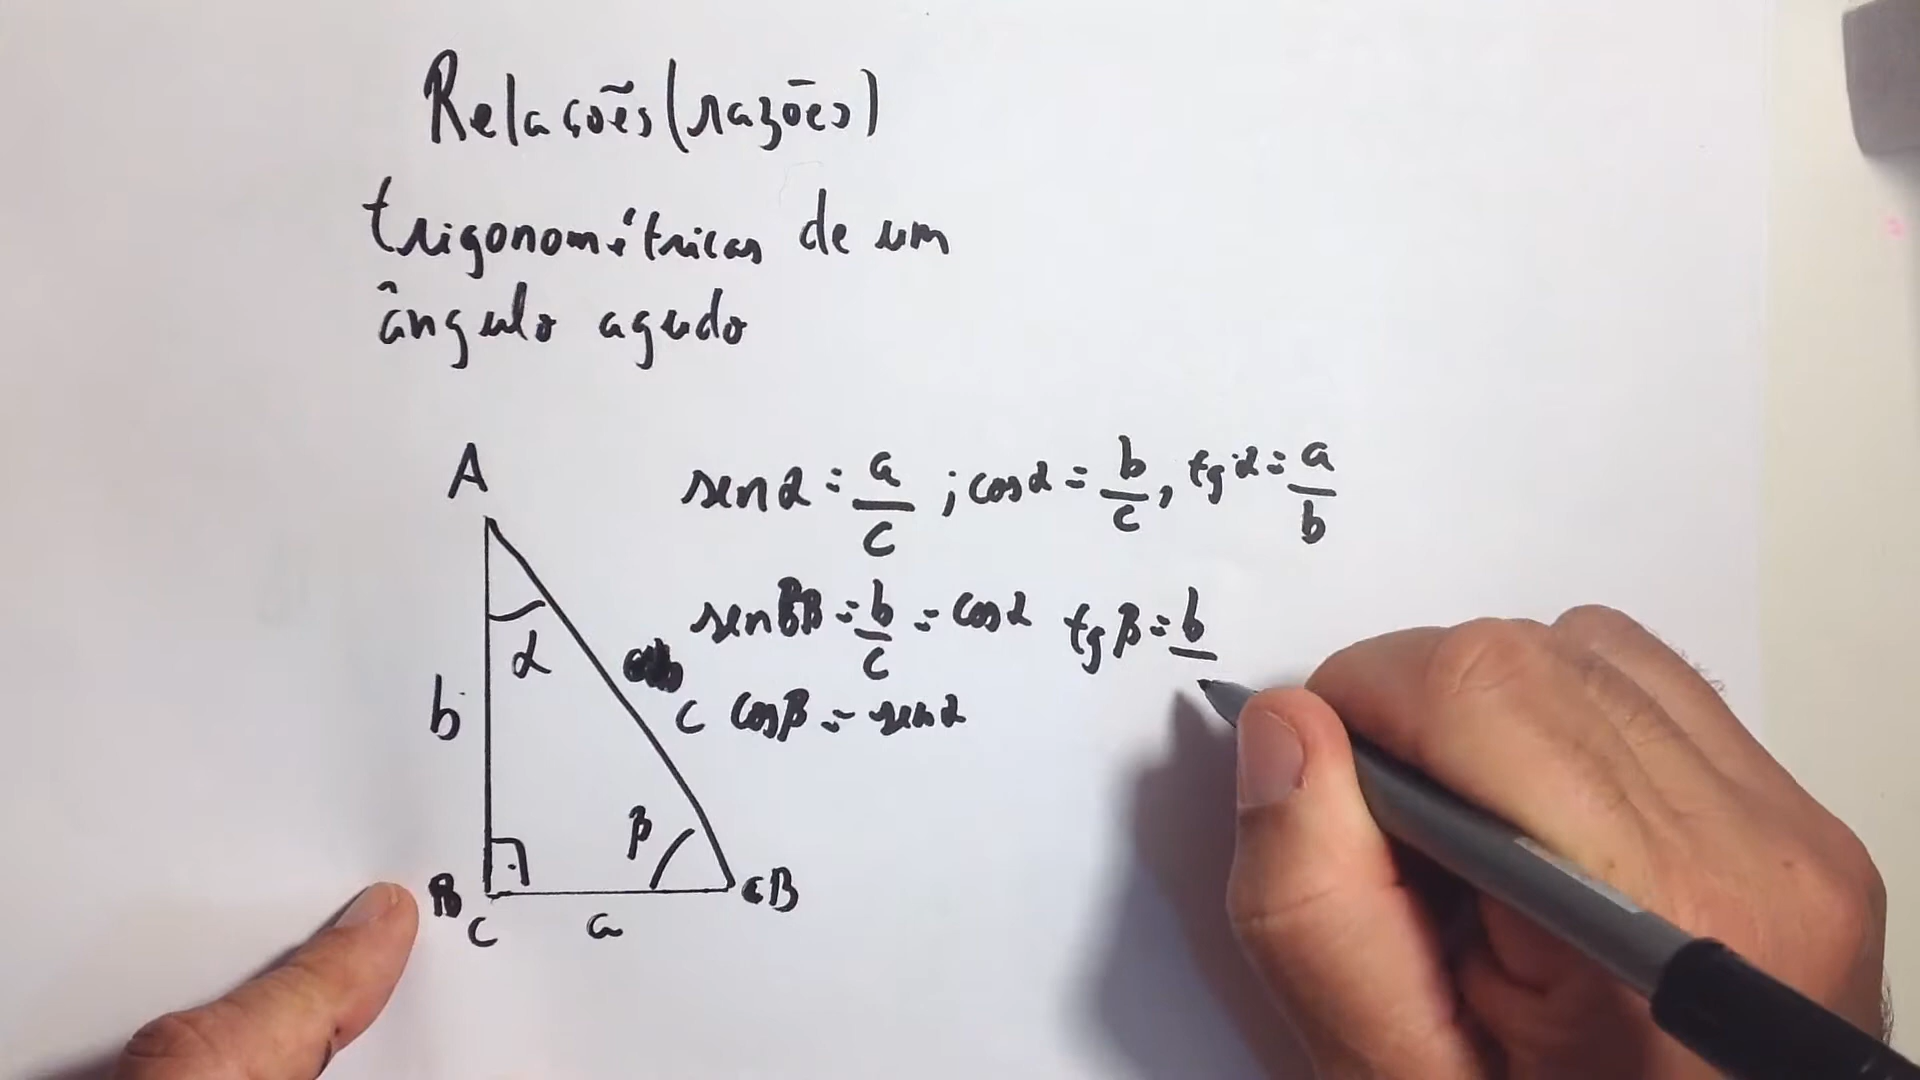 Relações (razões)
trigonométricas de um
ângulo agudo
A
sen α = a/c ; cos α = b/c, tg α = a/b
α
sen β = b/c = cos α tg β = b/
b
c cos β = sen α
β
B
C
a